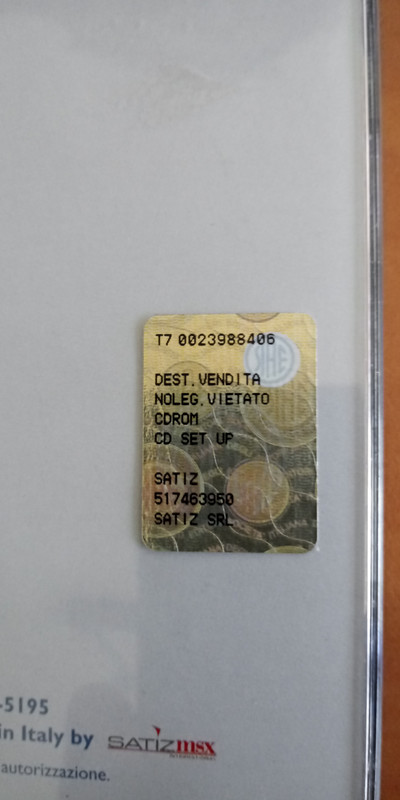 T7 0023988406
DEST.VENDITA
NOLEG.VIETATO
CDROM
CD SET UP
SATIZ
517463950
SATIZ SRL
-5195
in Italy by SATIZ msx
autorizzazione.